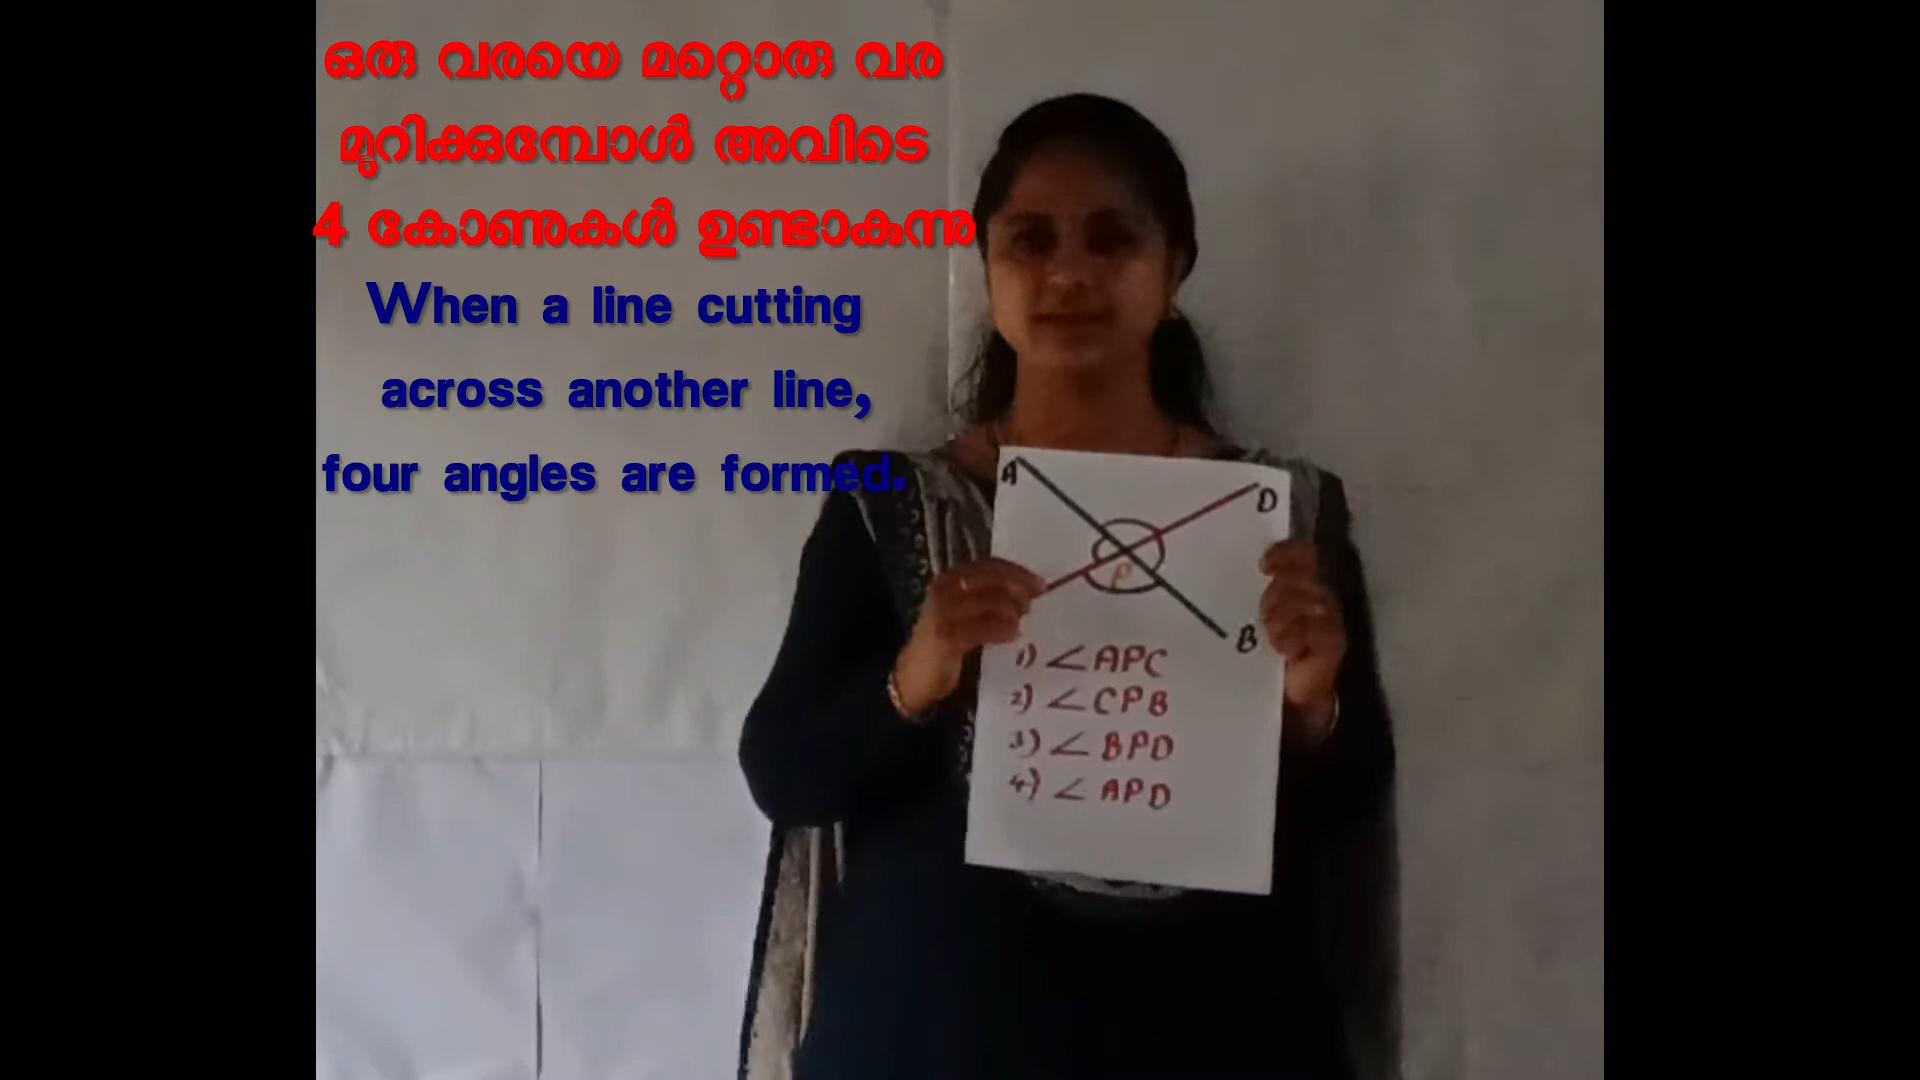 ഒരു വരയെ മറ്റൊരു വര
മുറിക്കുമ്പോൾ അവിടെ
4 കോണുകൾ ഉണ്ടാകുന്നു
When a line cutting
across another line,
four angles are formed.
A
D
P
B
1) ∠APC
2) ∠CPB
3) ∠BPD
4) ∠APD